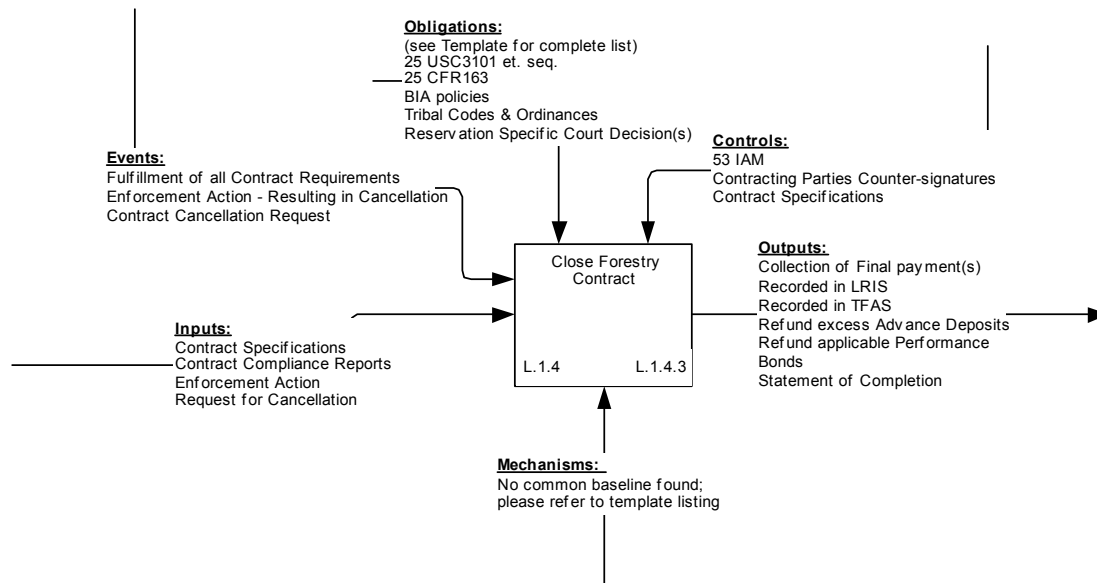 Obligations:
(see Template for complete list)
25 USC3101 et. seq.
25 CFR163
BIA policies
Tribal Codes & Ordinances
Reservation Specific Court Decision(s)
Controls:
53 IAM
Contracting Parties Counter-signatures
Contract Specifications
Events:
Fulfillment of all Contract Requirements
Enforcement Action - Resulting in Cancellation
Contract Cancellation Request
Close Forestry
Contract
L.1.4
L.1.4.3
Outputs:
Collection of Final payment(s)
Recorded in LRIS
Recorded in TFAS
Refund excess Advance Deposits
Refund applicable Performance
Bonds
Statement of Completion
Inputs:
Contract Specifications
Contract Compliance Reports
Enforcement Action
Request for Cancellation
Mechanisms:
No common baseline found;
please refer to template listing